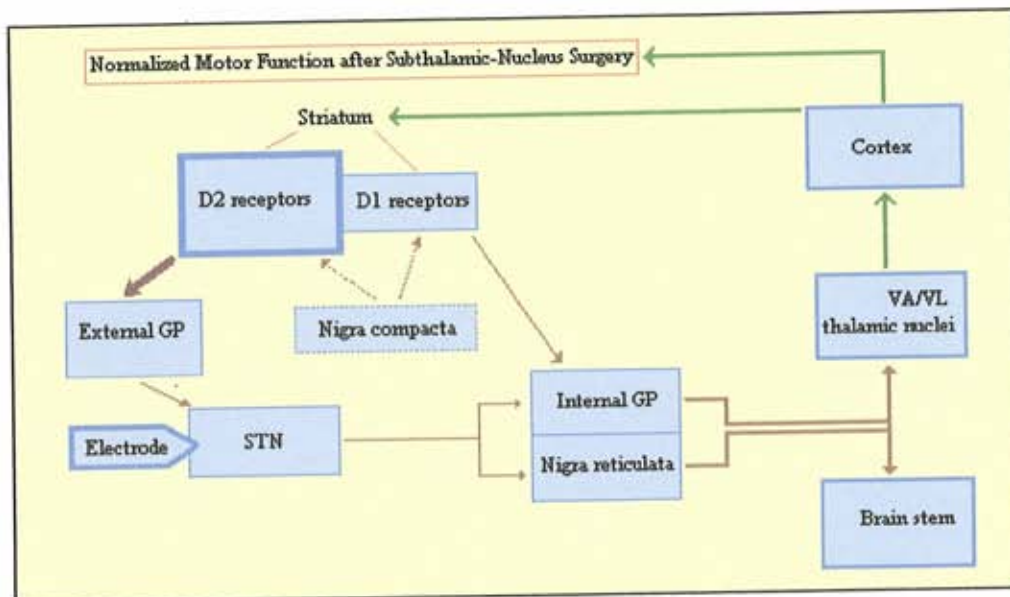 Normalized Motor Function after Subthalamic-Nucleus Surgery
Striatum
Cortex
D2 receptors
D1 receptors
VA/VL
thalamic nuclei
External GP
Nigra compacta
Internal GP
Electrode
STN
Nigra reticulata
Brain stem